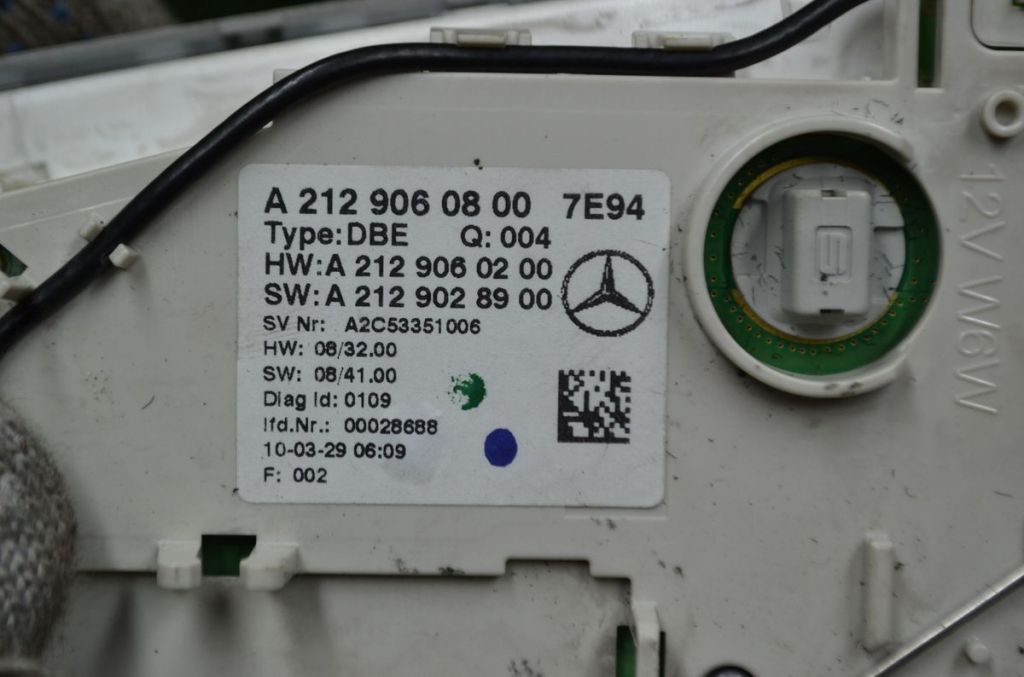 A 212 906 08 00 7E94
Type: DBE Q: 004
HW: A 212 906 02 00
SW: A 212 902 89 00
SV Nr: A2C53351006
HW: 08/32.00
SW: 08/41.00
Diag Id: 0109
lfd.Nr.: 00028688
10-03-29 06:09
F: 002
12V W6W